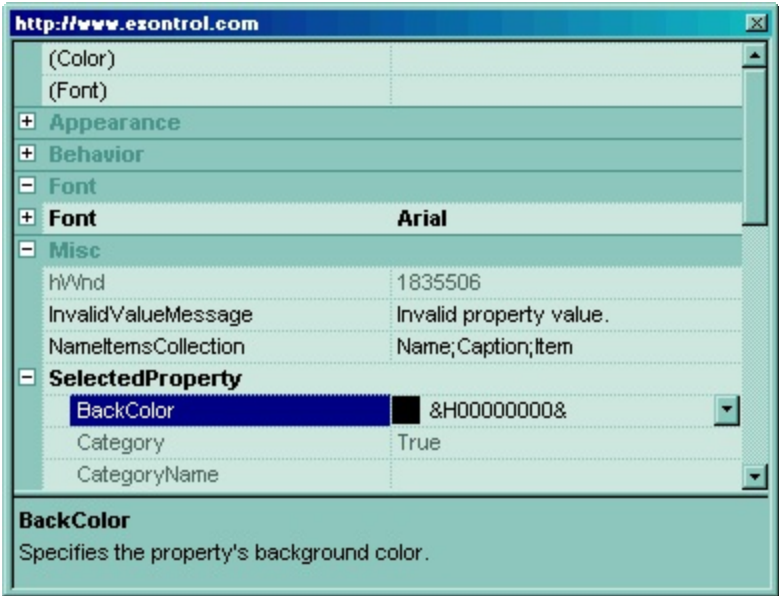 http://www.exontrol.com
(Color)
(Font)
Appearance
Behavior
Font
Font Arial
Misc
hWnd 1835506
InvalidValueMessage Invalid property value.
NameItemsCollection Name;Caption;Item
SelectedProperty
BackColor &H00000000&
Category True
CategoryName
BackColor
Specifies the property's background color.